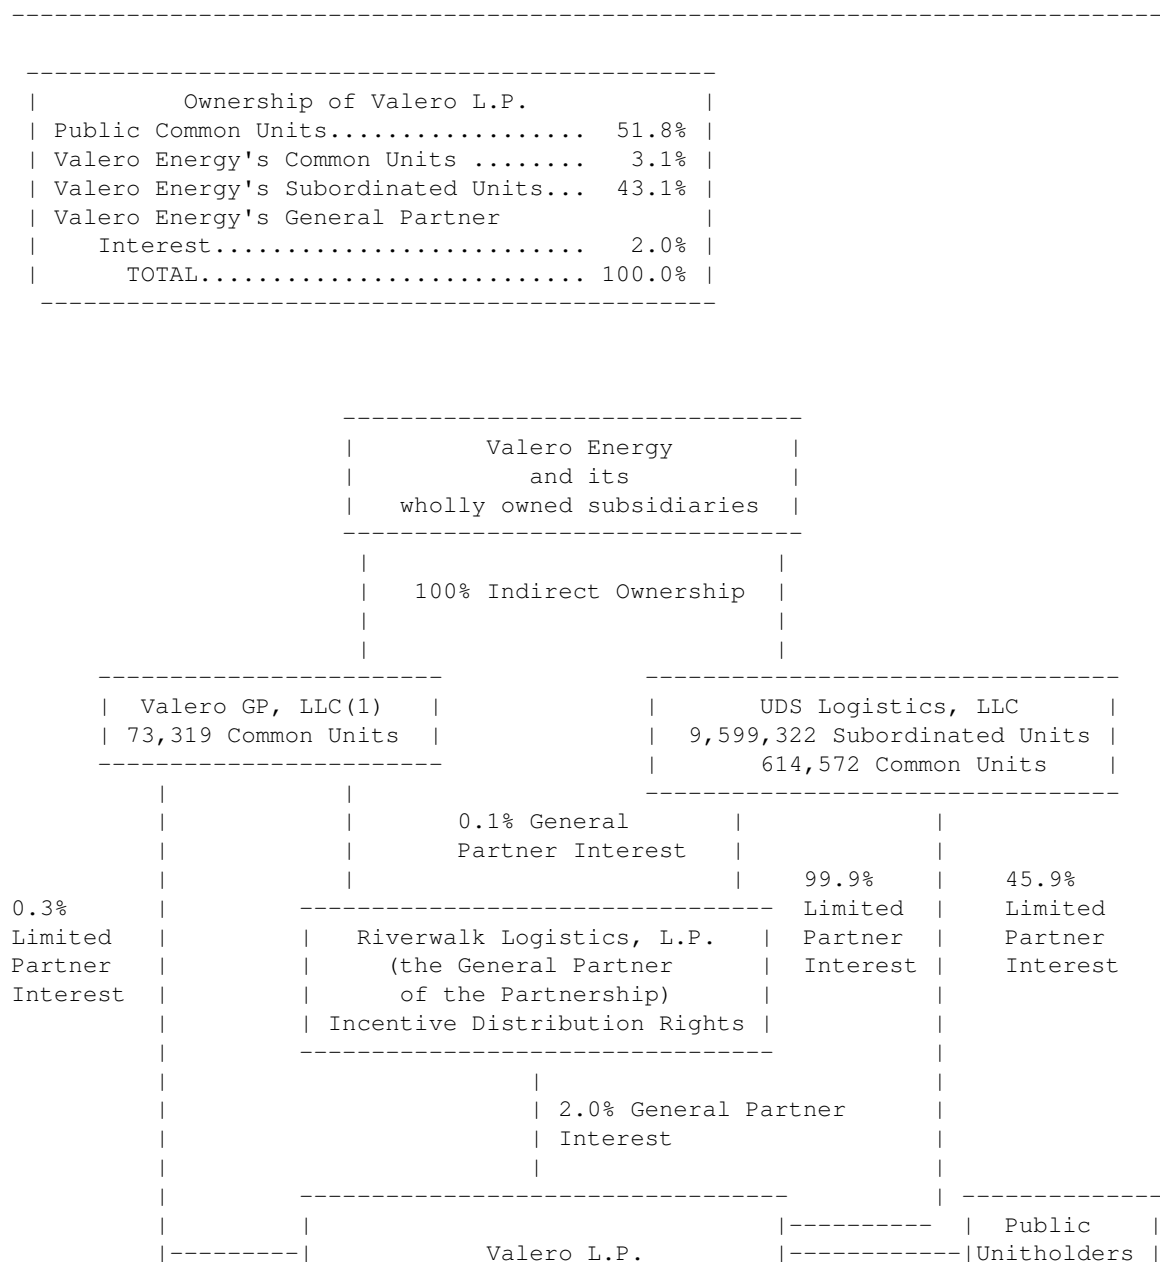 Ownership of Valero L.P.
Public Common Units.................. 51.8%
Valero Energy's Common Units ........ 3.1%
Valero Energy's Subordinated Units... 43.1%
Valero Energy's General Partner
Interest.......................... 2.0%
TOTAL........................... 100.0%
Valero Energy
and its
wholly owned subsidiaries
100% Indirect Ownership
Valero GP, LLC(1)
73,319 Common Units
UDS Logistics, LLC
9,599,322 Subordinated Units
614,572 Common Units
0.1% General
Partner Interest
0.3%
Limited
Partner
Interest
99.9%
Limited
Partner
Interest
45.9%
Limited
Partner
Interest
Riverwalk Logistics, L.P.
(the General Partner
of the Partnership)
Incentive Distribution Rights
2.0% General Partner
Interest
Valero L.P.
Public
Unitholders